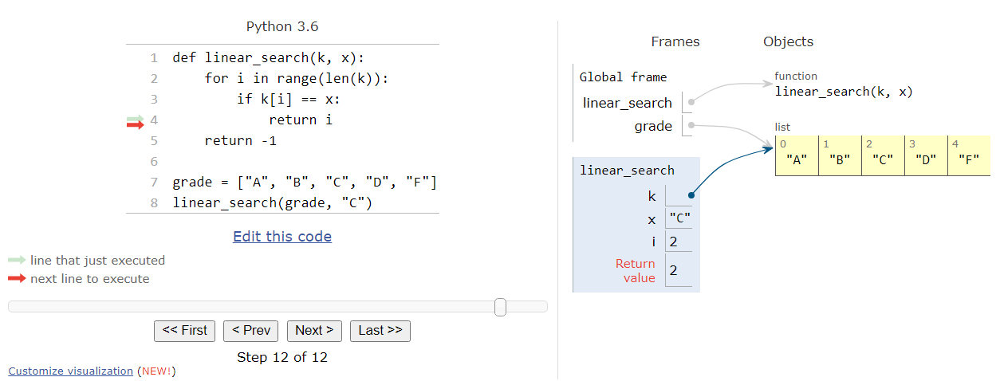 Python 3.6
1 def linear_search(k, x):
2     for i in range(len(k)):
3         if k[i] == x:
4             return i
5     return -1
6
7 grade = ["A", "B", "C", "D", "F"]
8 linear_search(grade, "C")
Edit this code
line that just executed
next line to execute
<< First < Prev Next > Last >>
Step 12 of 12
Customize visualization (NEW!)
Frames Objects
Global frame
linear_search
grade
function
linear_search(k, x)
list
0 1 2 3 4
"A" "B" "C" "D" "F"
linear_search
k
x "C"
i 2
Return
value 2